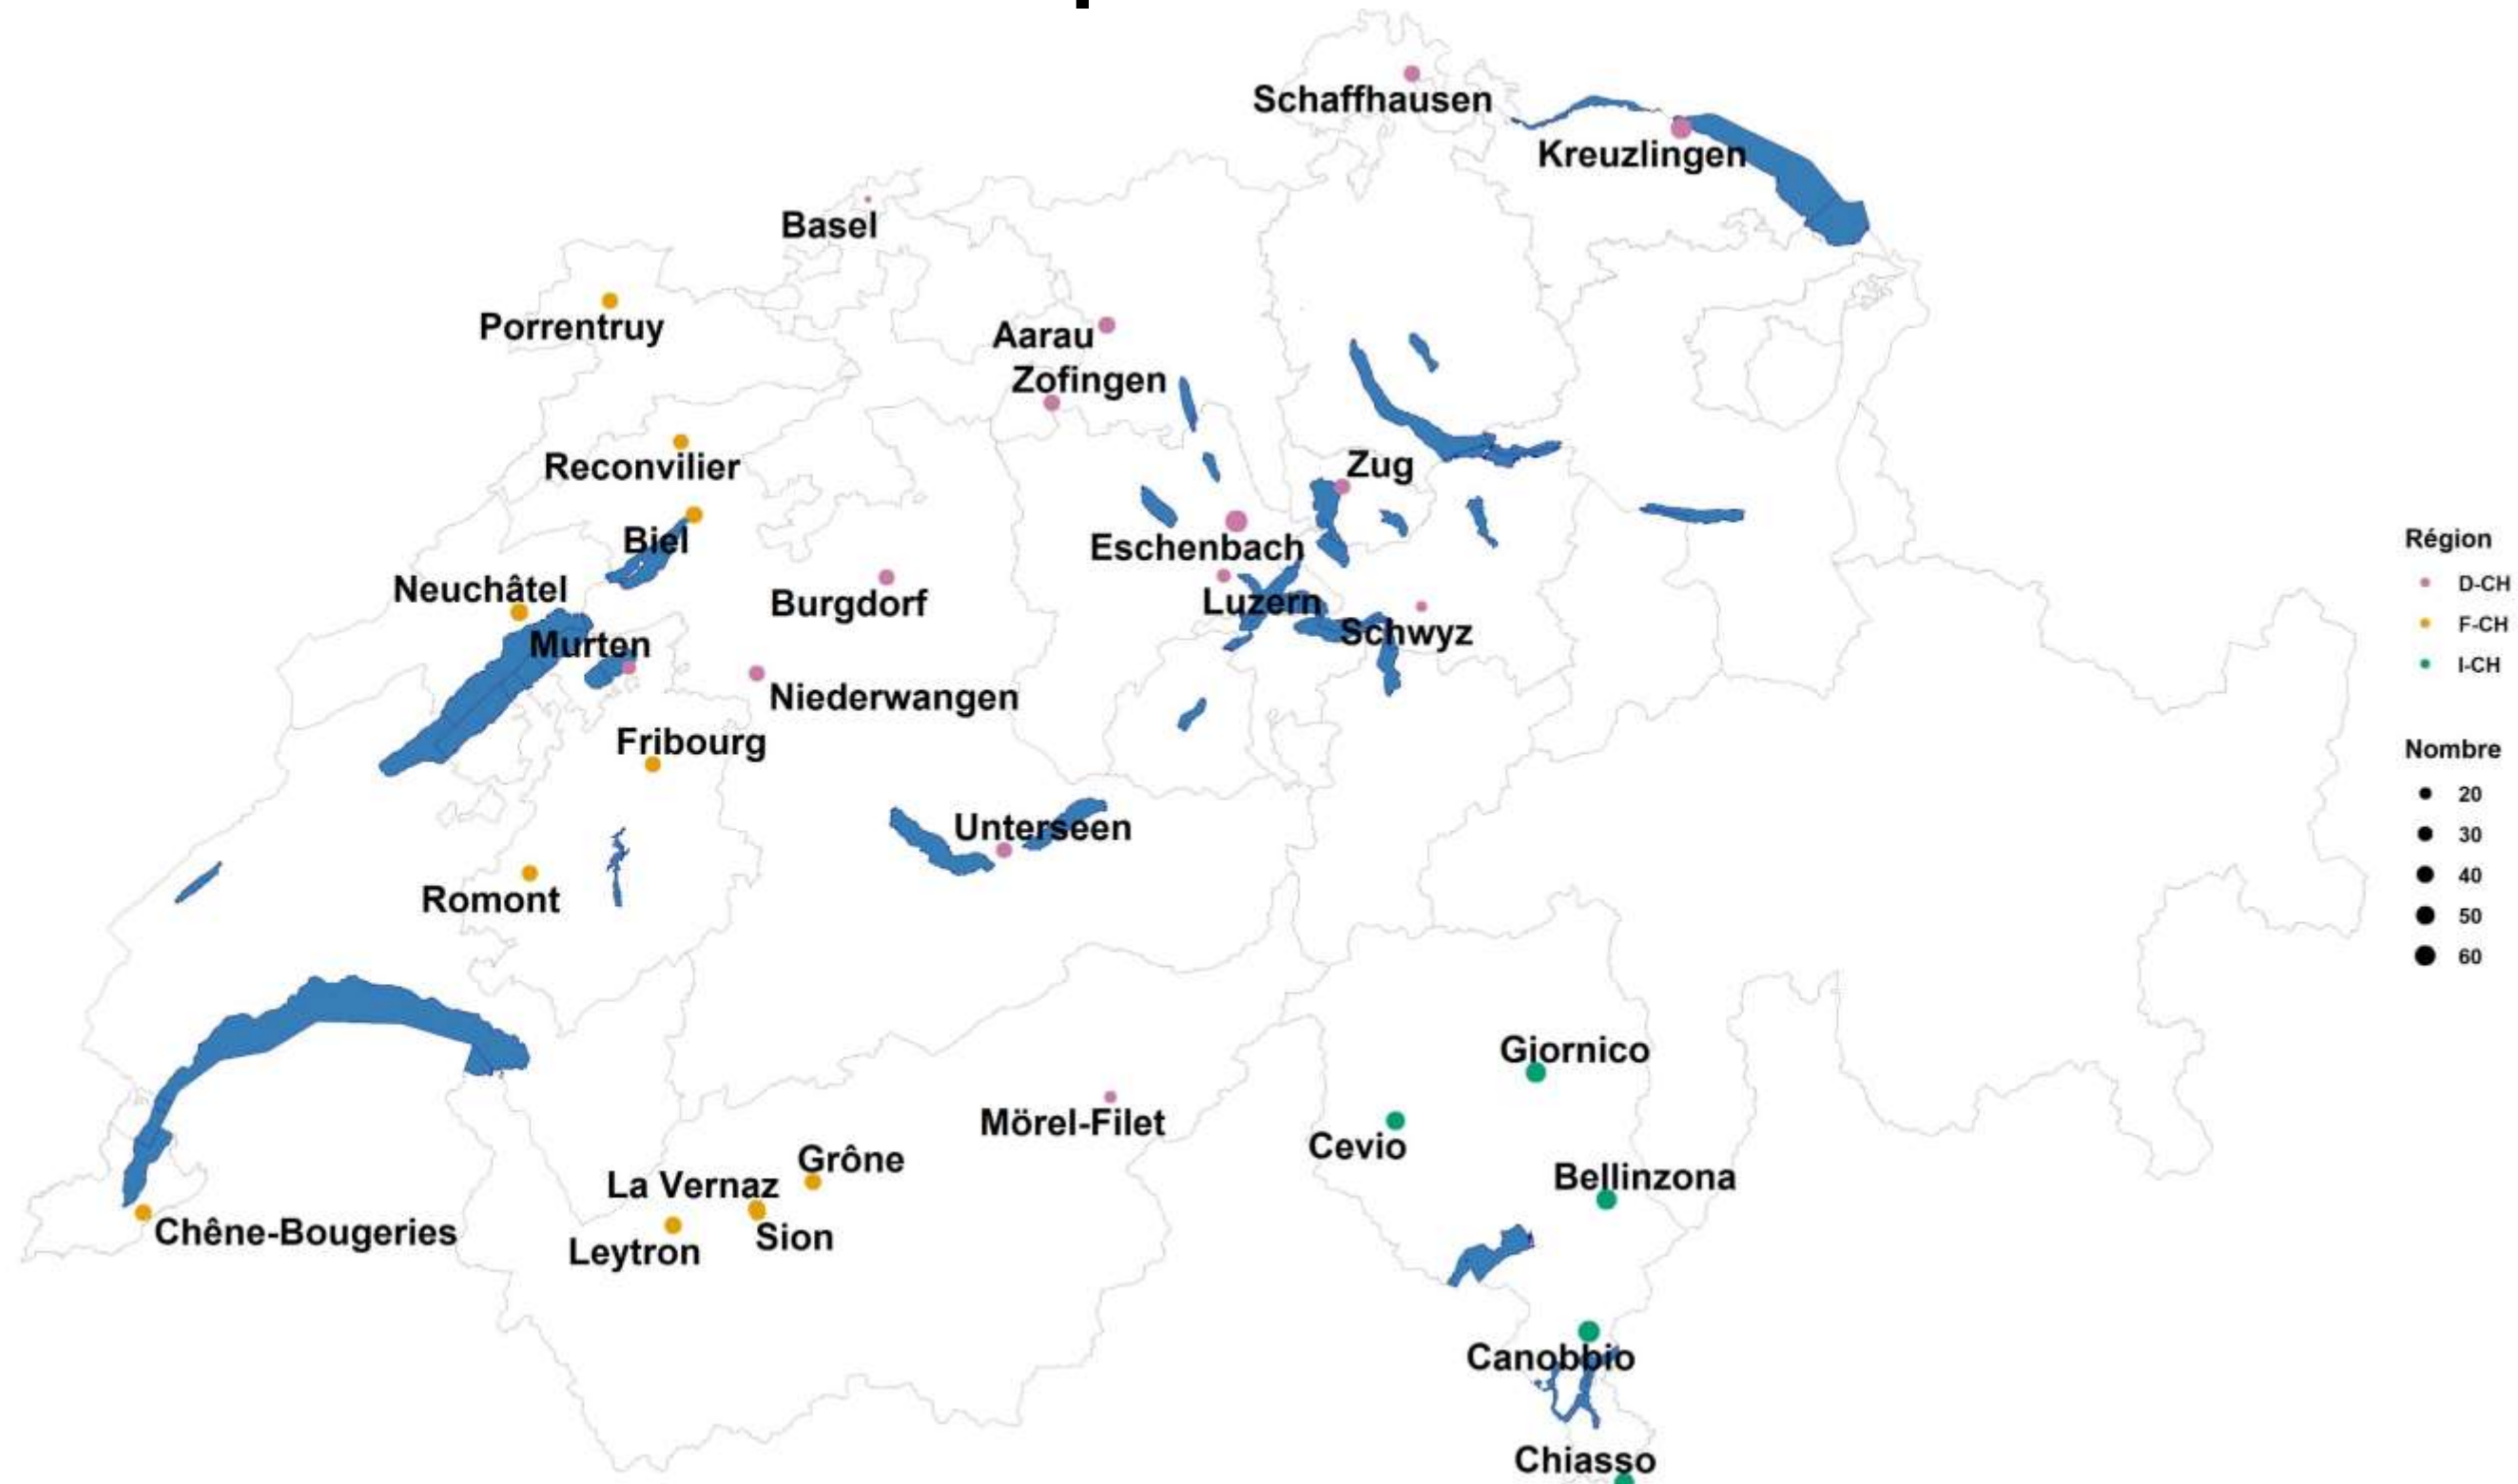 Schaffhausen
Kreuzlingen
Basel
Porrentruy
Aarau
Zofingen
Reconvilier
Zug
Biel
Eschenbach
Neuchâtel
Burgdorf
Luzern
Schwyz
Murten
Niederwangen
Fribourg
Unterseen
Romont
Giornico
Mörel-Filet
Cevio
Grône
Bellinzona
La Vernaz
Chêne-Bougeries
Sion
Leytron
Canobbio
Chiasso
Région
D-CH
F-CH
I-CH
Nombre
20
30
40
50
60